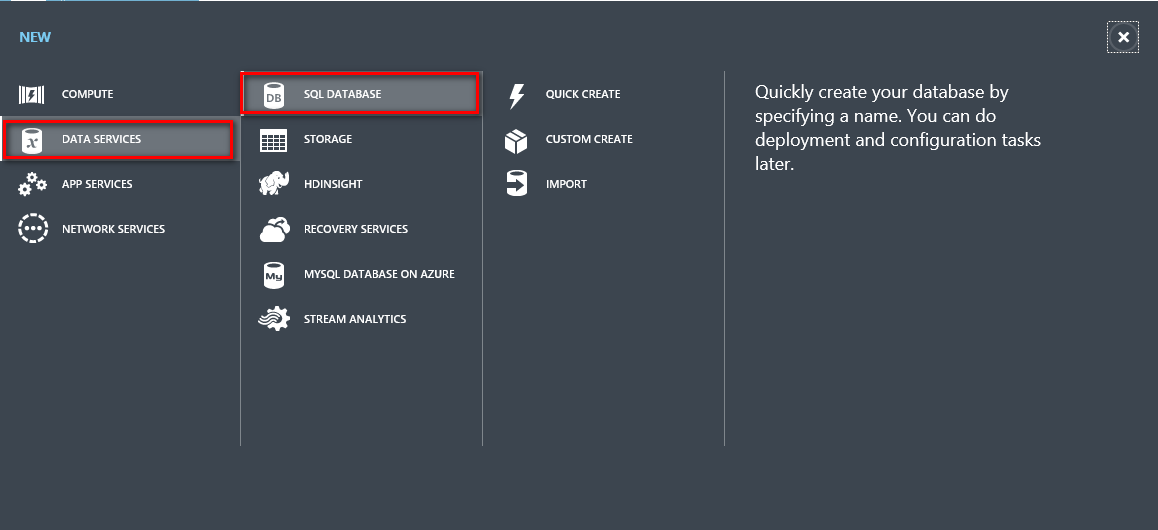 NEW
COMPUTE
DATA SERVICES
APP SERVICES
NETWORK SERVICES
DB
SQL DATABASE
STORAGE
HDINSIGHT
RECOVERY SERVICES
My
MYSQL DATABASE ON AZURE
STREAM ANALYTICS
QUICK CREATE
CUSTOM CREATE
IMPORT
Quickly create your database by
specifying a name. You can do
deployment and configuration tasks
later.